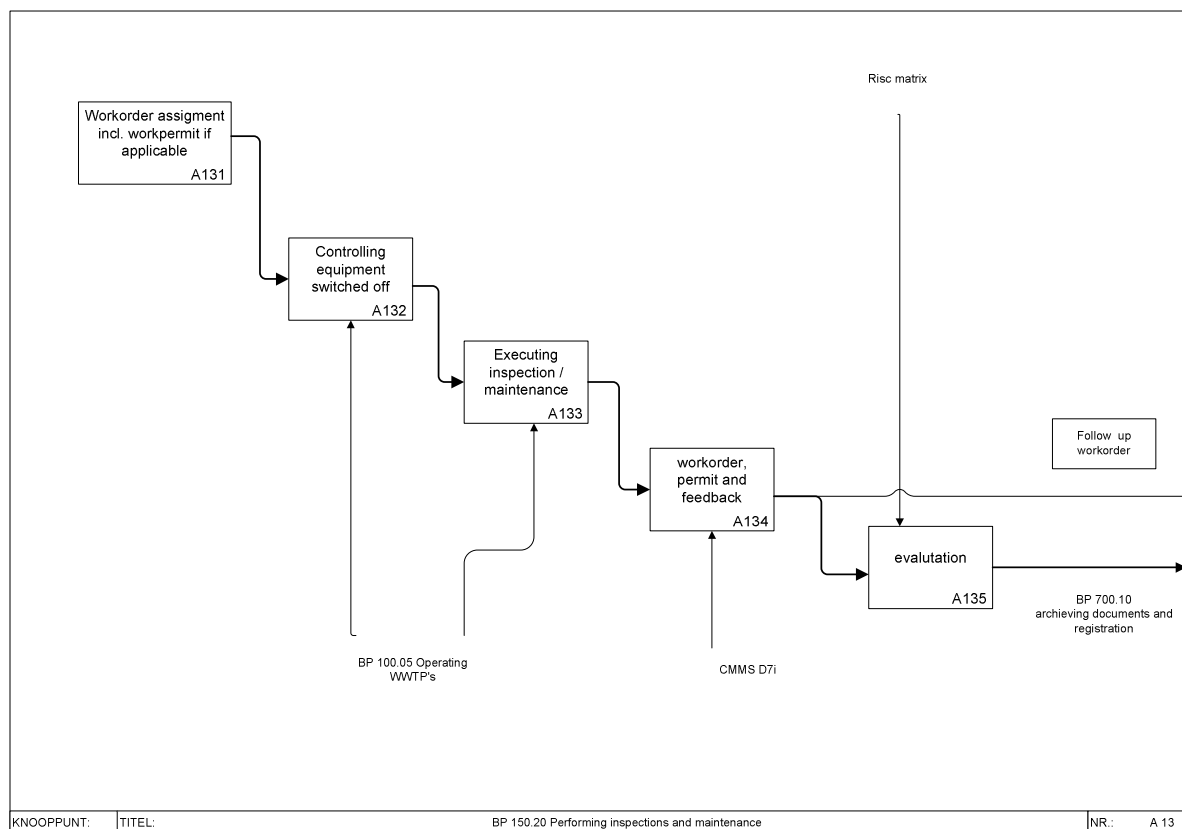 Risc matrix
Workorder assigment
incl. workpermit if
applicable
A131
Controlling
equipment
switched off
A132
Executing
inspection /
maintenance
A133
Follow up
workorder
workorder,
permit and
feedback
A134
evalutation
A135
BP 700.10
archieving documents and
registration
BP 100.05 Operating
WWTP's
CMMS D7i
KNOOPPUNT: TITEL: BP 150.20 Performing inspections and maintenance NR.: A 13